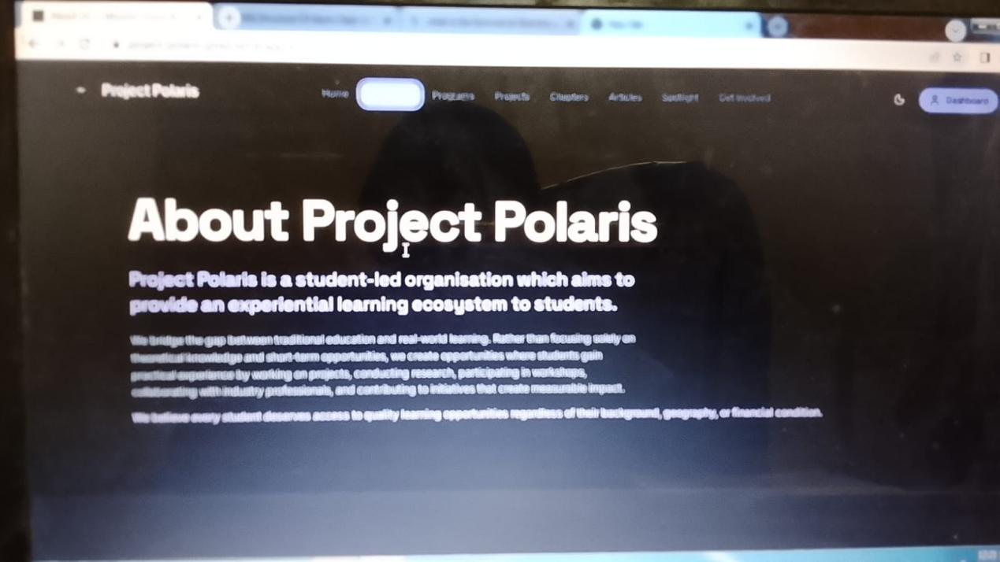 Project Polaris
Home Programs Projects Chapters Articles Spotlight Get Involved
Dashboard
About Project Polaris
Project Polaris is a student-led organisation which aims to
provide an experiential learning ecosystem to students.
We bridge the gap between traditional education and real-world learning. Rather than focusing solely on
theoretical knowledge and short-term opportunities, we create opportunities where students gain
practical experience by working on projects, conducting research, participating in workshops,
collaborating with industry professionals, and contributing to initiatives that create measurable impact.
We believe every student deserves access to quality learning opportunities regardless of their background, geography, or financial condition.